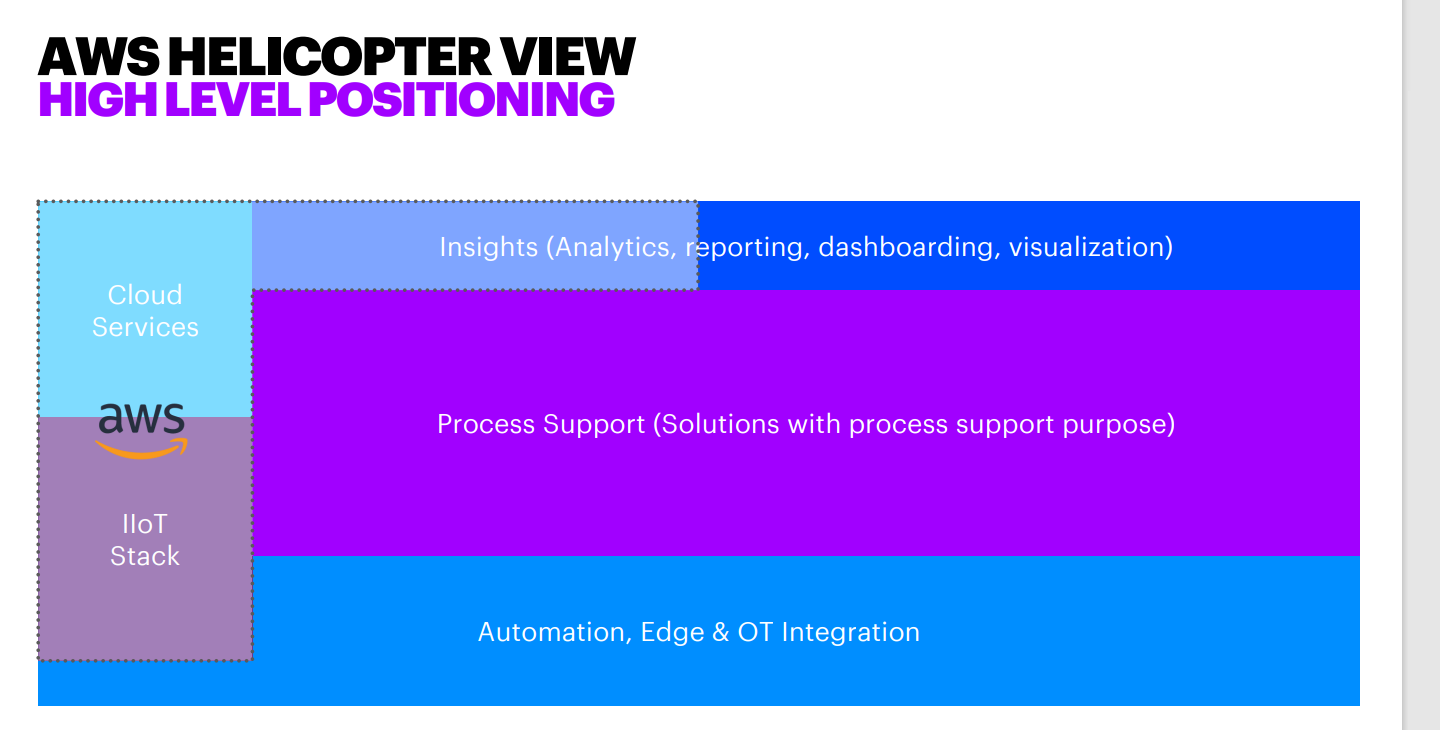 AWS HELICOPTER VIEW
HIGH LEVEL POSITIONING
Insights (Analytics, reporting, dashboarding, visualization)
Cloud
Services
aws
Process Support (Solutions with process support purpose)
IIoT
Stack
Automation, Edge & OT Integration